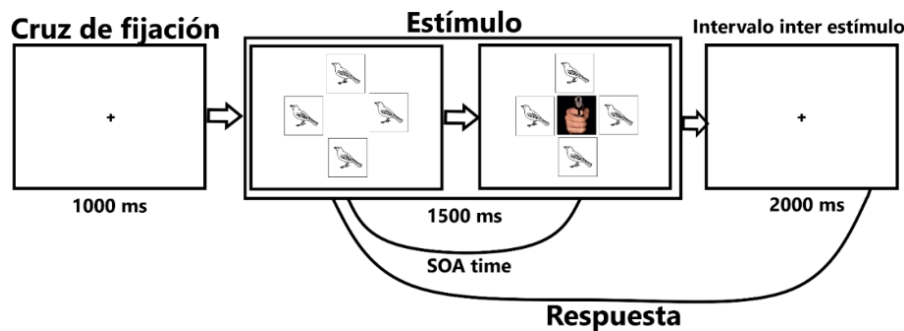 Cruz de fijación
Estímulo
Intervalo inter estímulo
1000 ms
1500 ms
2000 ms
SOA time
Respuesta